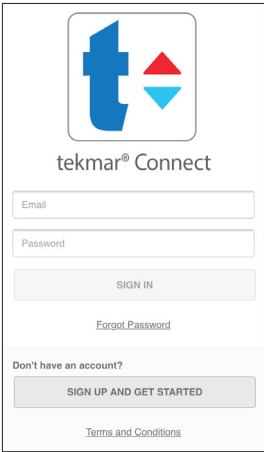 t
tekmar® Connect
Email
Password
SIGN IN
Forgot Password
Don't have an account?
SIGN UP AND GET STARTED
Terms and Conditions